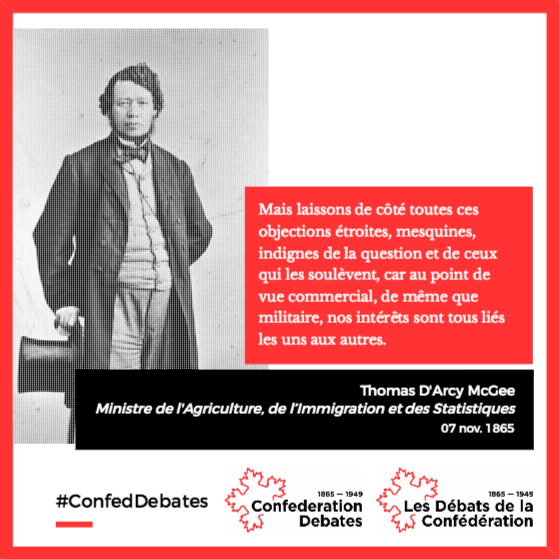 Mais laissons de côté toutes ces
objections étroites, mesquines,
indignes de la question et de ceux
qui les soulèvent, car au point de
vue commercial, de même que
militaire, nos intérêts sont tous liés
les uns aux autres.
Thomas D'Arcy McGee
Ministre de l'Agriculture, de l'Immigration et des Statistiques
07 nov. 1865
#ConfedDebates
1865 — 1949
Confederation
Debates
1865 — 1949
Les Débats de la
Confédération